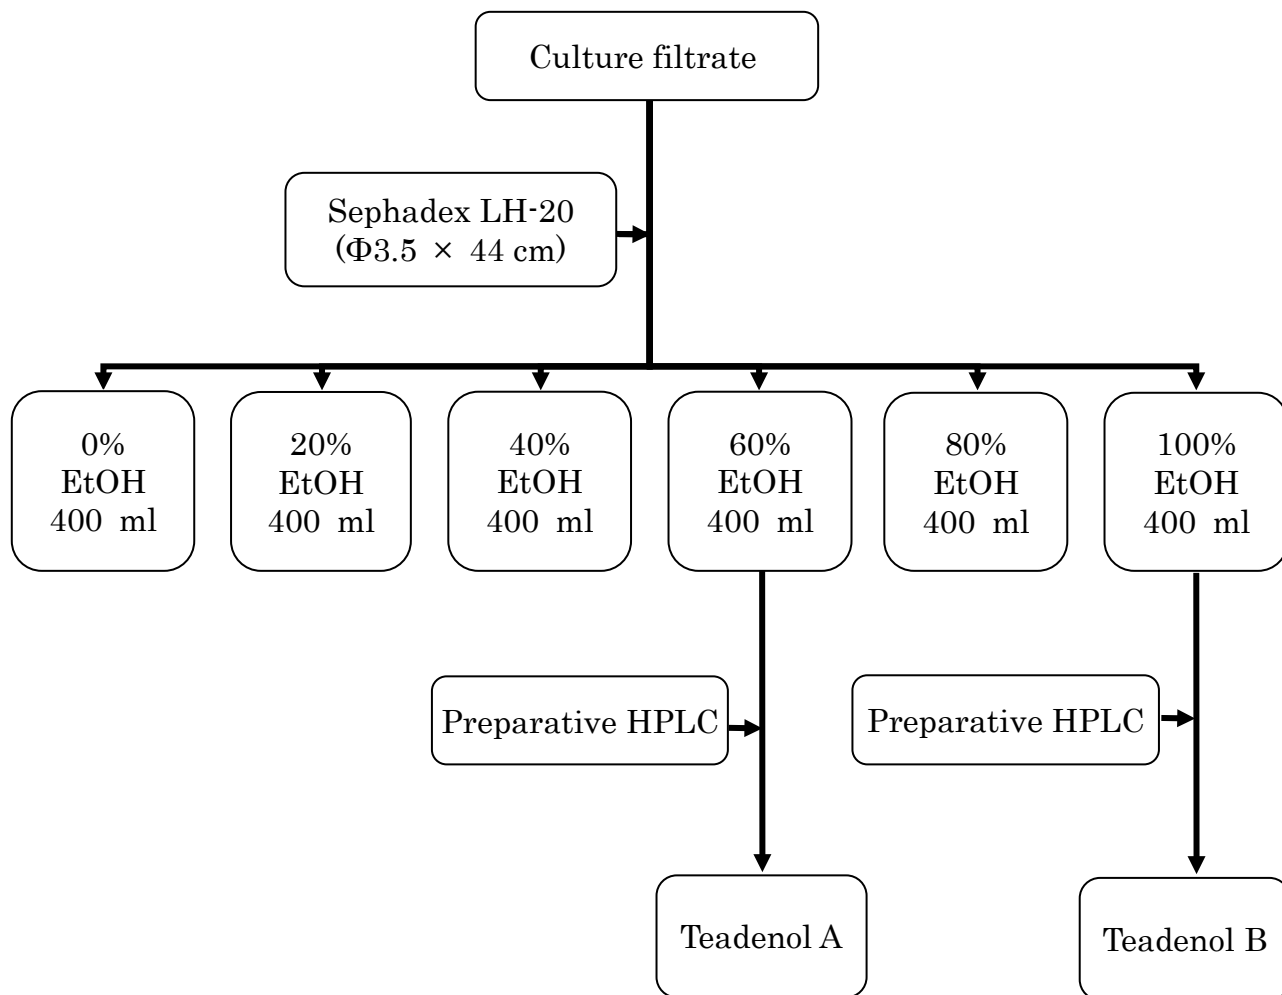 Culture filtrate
Sephadex LH-20
(Φ3.5 × 44 cm)
0%
EtOH
400 ml
20%
EtOH
400 ml
40%
EtOH
400 ml
60%
EtOH
400 ml
80%
EtOH
400 ml
100%
EtOH
400 ml
Preparative HPLC
Preparative HPLC
Teadenol A
Teadenol B